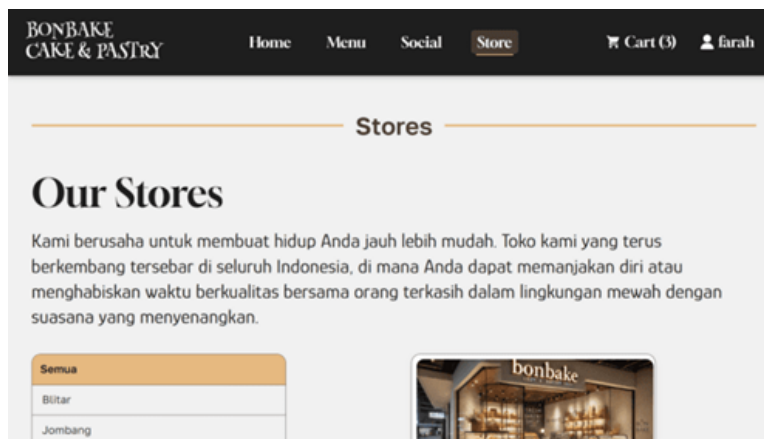 BONBAKE
CAKE & PASTRY
Home Menu Social Store Cart (3) farah
Stores
Our Stores
Kami berusaha untuk membuat hidup Anda jauh lebih mudah. Toko kami yang terus
berkembang tersebar di seluruh Indonesia, di mana Anda dapat memanjakan diri atau
menghabiskan waktu berkualitas bersama orang terkasih dalam lingkungan mewah dengan
suasana yang menyenangkan.
Semua
Blitar
Jombang
bonbake